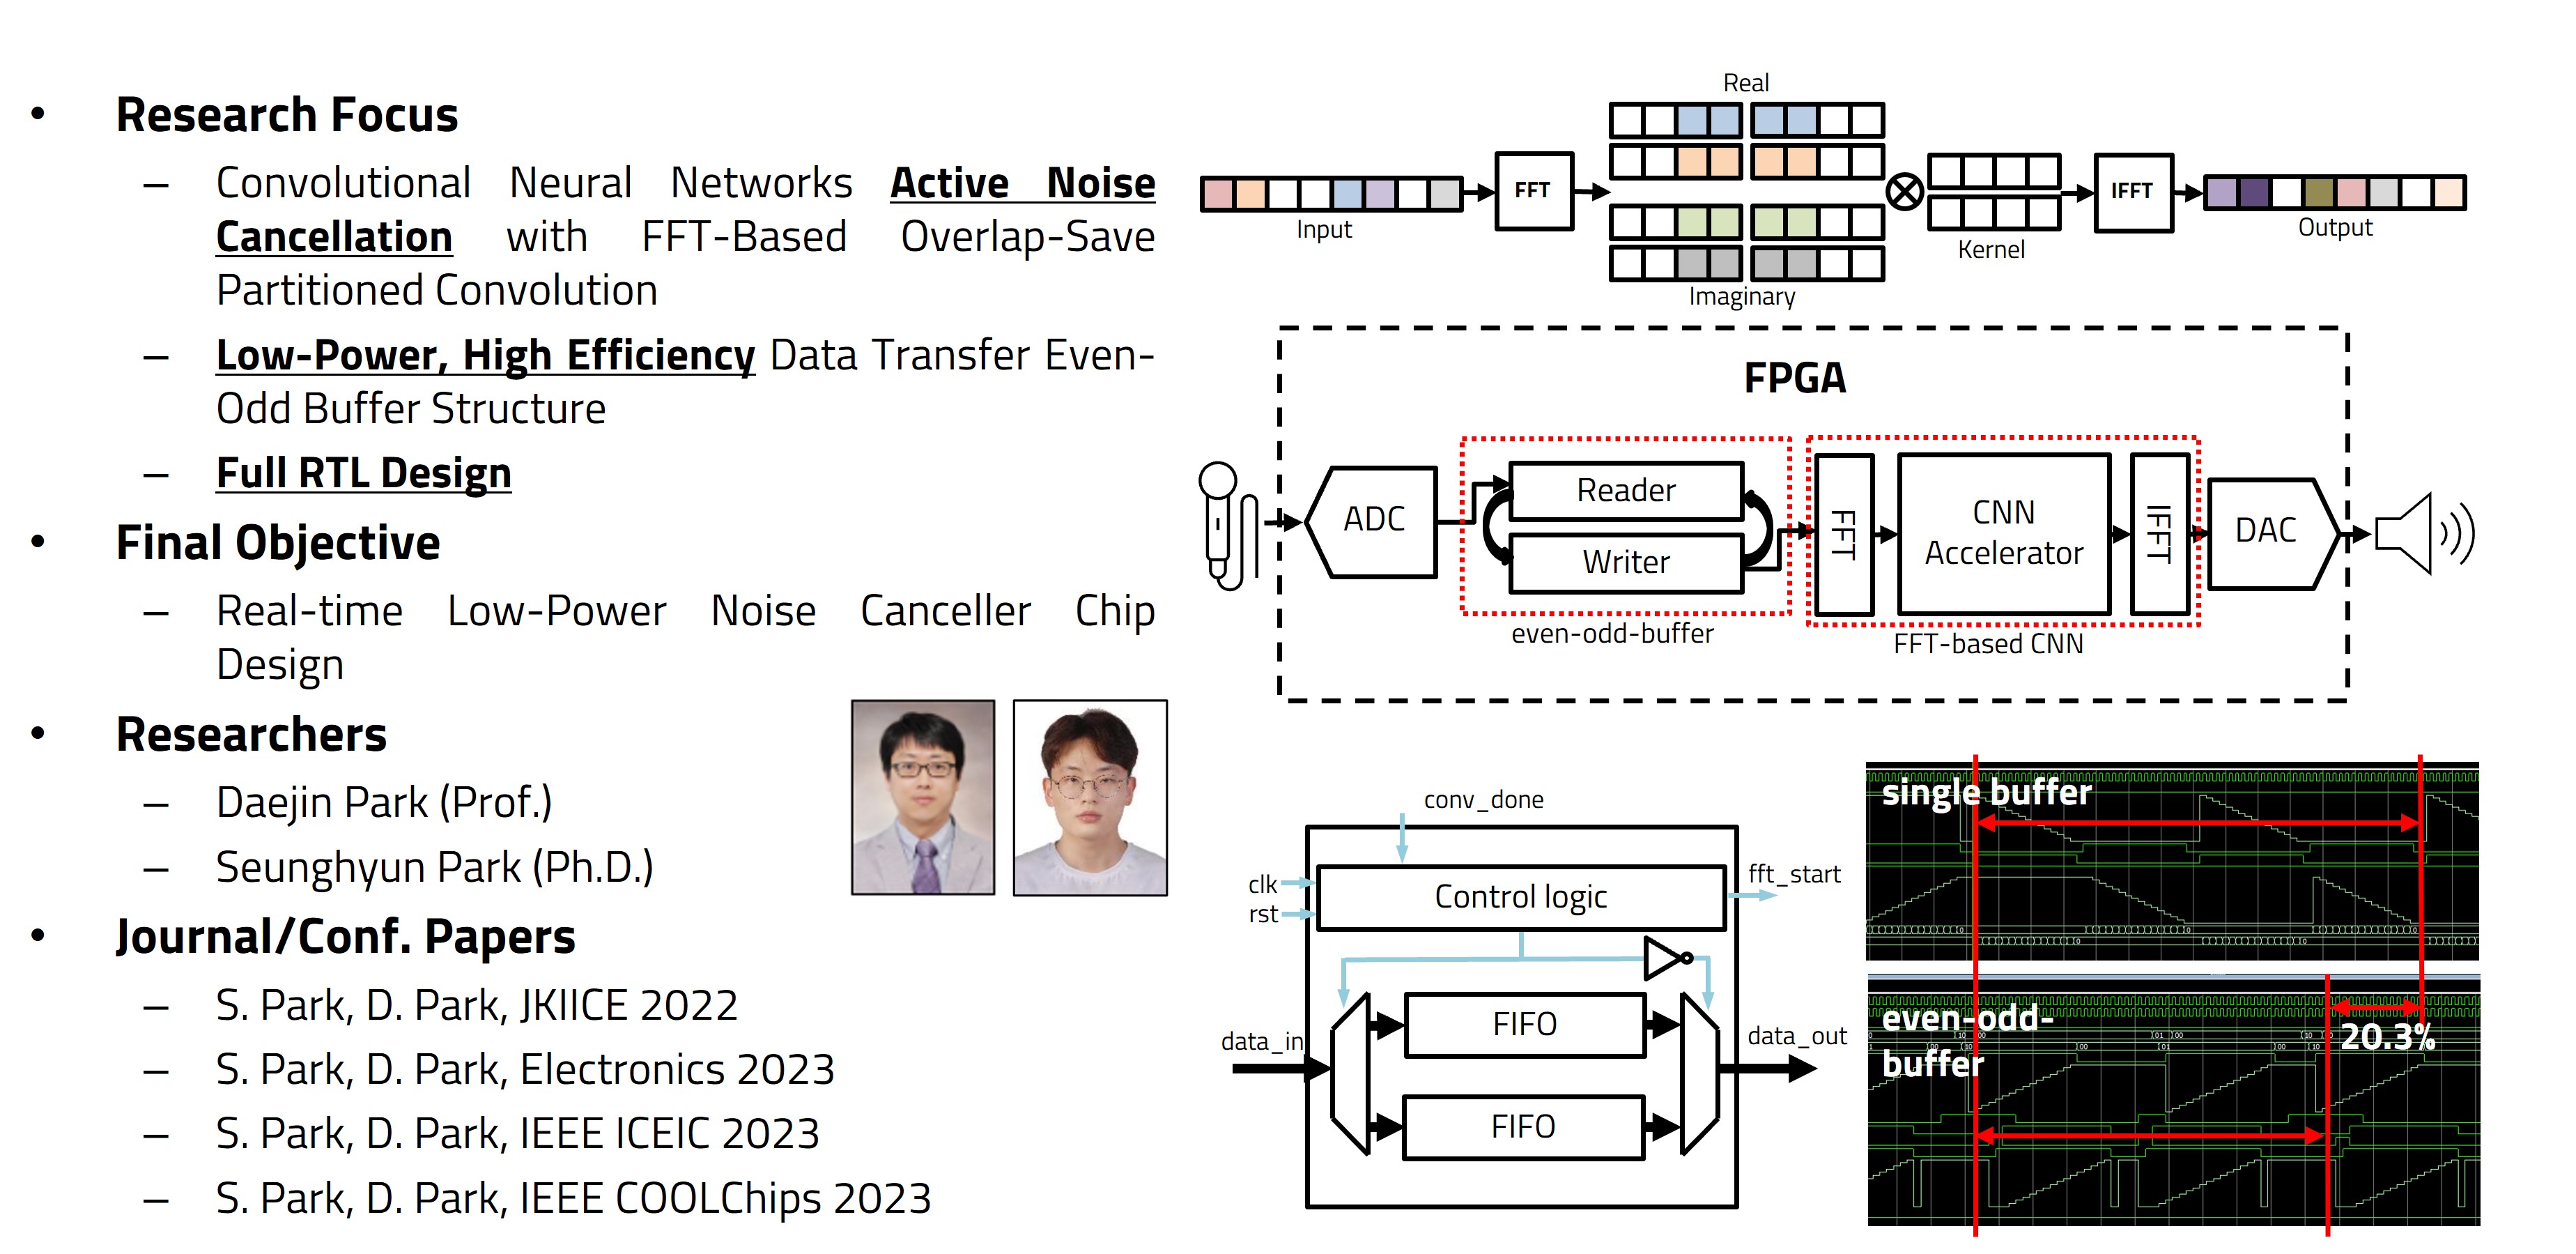 • Research Focus
– Convolutional Neural Networks Active Noise
Cancellation with FFT-Based Overlap-Save
Partitioned Convolution
– Low-Power, High Efficiency Data Transfer Even-
Odd Buffer Structure
– Full RTL Design
• Final Objective
– Real-time Low-Power Noise Canceller Chip
Design
• Researchers
– Daejin Park (Prof.)
– Seunghyun Park (Ph.D.)
• Journal/Conf. Papers
– S. Park, D. Park, JKIICE 2022
– S. Park, D. Park, Electronics 2023
– S. Park, D. Park, IEEE ICEIC 2023
– S. Park, D. Park, IEEE COOLChips 2023
Real
Input
FFT
Imaginary
Kernel
IFFT
Output
FPGA
ADC
Reader
Writer
even-odd-buffer
FFT
CNN
Accelerator
IFFT
FFT-based CNN
DAC
conv_done
clk
rst
Control logic
fft_start
data_in
FIFO
FIFO
data_out
single buffer
even-odd-
buffer
20.3%